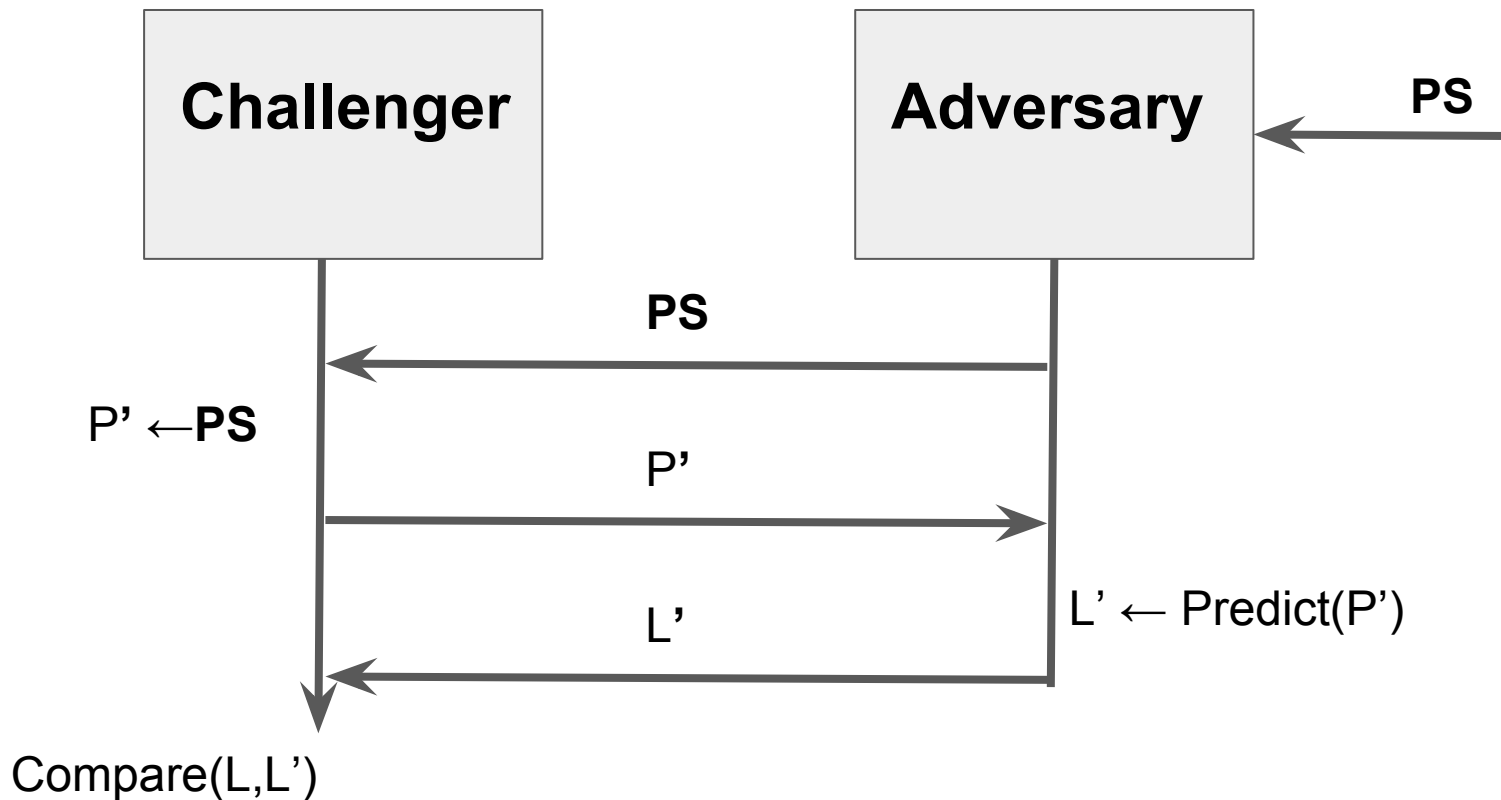 Challenger
Adversary
PS
PS
P' ←PS
P'
L' ← Predict(P’)
L'
Compare(L,L’)